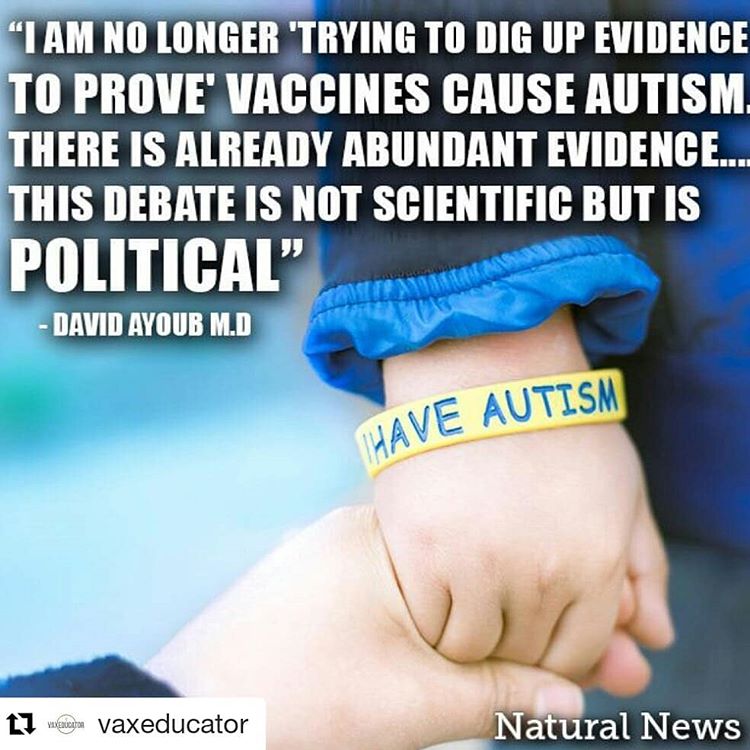 “I AM NO LONGER 'TRYING TO DIG UP EVIDENCE
TO PROVE' VACCINES CAUSE AUTISM.
THERE IS ALREADY ABUNDANT EVIDENCE....
THIS DEBATE IS NOT SCIENTIFIC BUT IS
POLITICAL”
- DAVID AYOUB M.D
I HAVE AUTISM
VAXEDUCATOR vaxeducator
Natural News